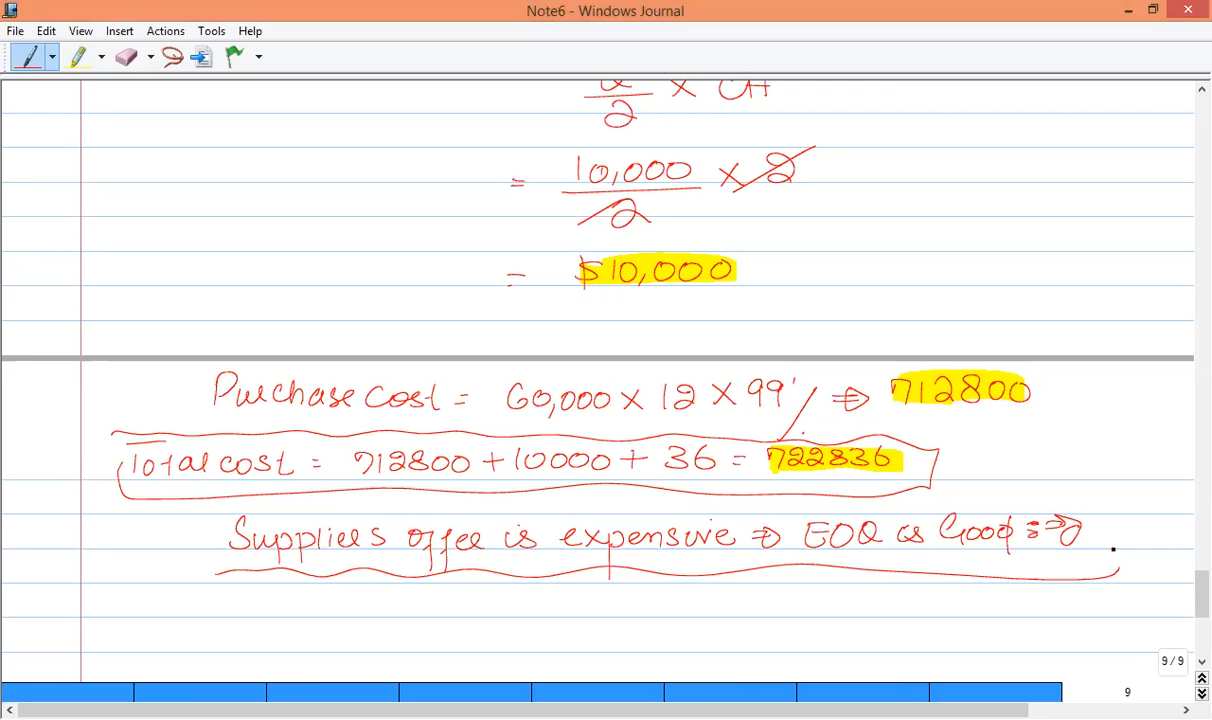 Note6 - Windows Journal
File Edit View Insert Actions Tools Help
2 × CH
= 10,000 × 2
2
= $10,000
Purchase Cost = 60,000 × 12 × 99% ⇒ 712800
Total cost = 712800 + 10000 + 36 = 722836
Suppliers offer is expensive ⇒ EOQ is Good
9 / 9
9